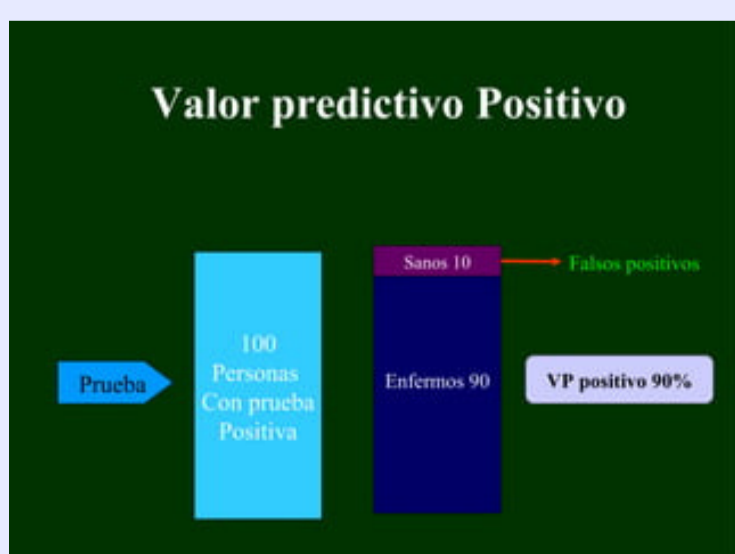 Valor predictivo Positivo
Prueba
100
Personas
Con prueba
Positiva
Sanos 10
Enfermos 90
Falsos positivos
VP positivo 90%